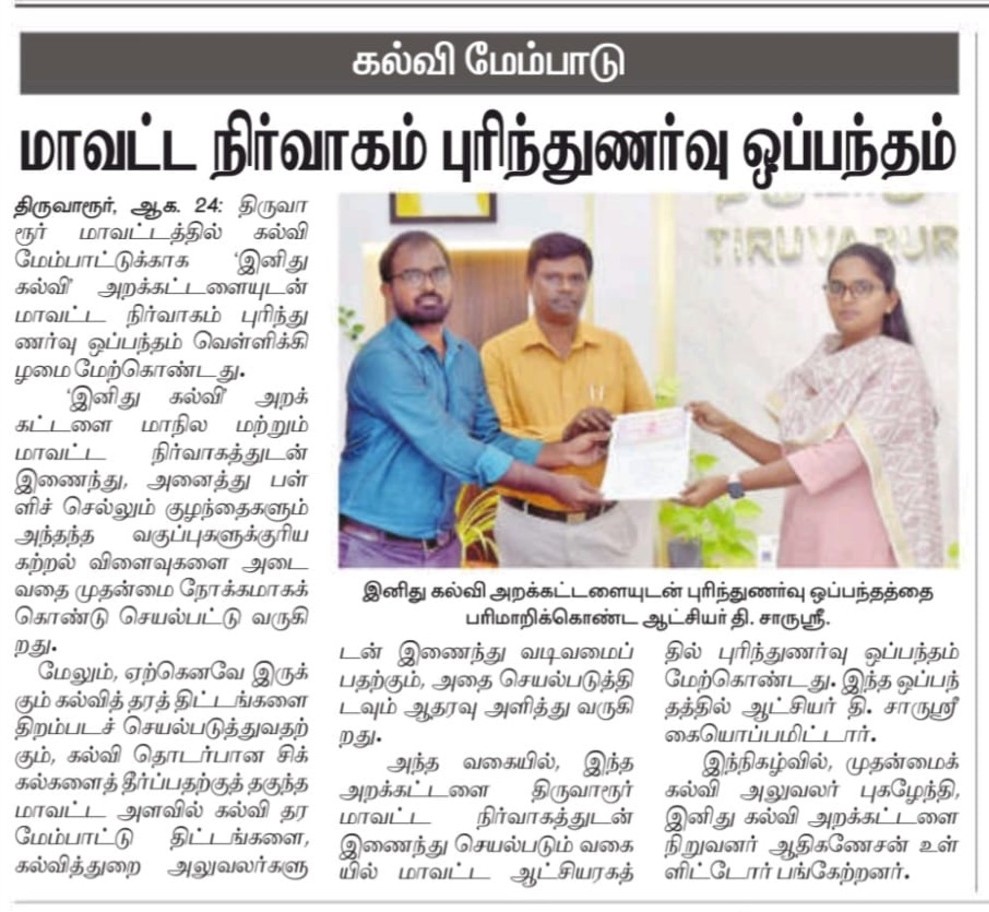 கல்வி மேம்பாடு
மாவட்ட நிர்வாகம் புரிந்துணர்வு ஒப்பந்தம்
திருவாரூர், ஆக. 24: திருவா
ரூர் மாவட்டத்தில் கல்வி
மேம்பாட்டுக்காக ‘இனிது
கல்வி’ அறக்கட்டளையுடன்
மாவட்ட நிர்வாகம் புரிந்து
ணர்வு ஒப்பந்தம் வெள்ளிக்கி
ழமை மேற்கொண்டது.
‘இனிது கல்வி’ அறக்
கட்டளை மாநில மற்றும்
மாவட்ட நிர்வாகத்துடன்
இணைந்து, அனைத்து பள்
ளிச் செல்லும் குழந்தைகளும்
அந்தந்த வகுப்புகளுக்குரிய
கற்றல் விளைவுகளை அடை
வதை முதன்மை நோக்கமாகக்
கொண்டு செயல்பட்டு வருகி
றது.
மேலும், ஏற்கெனவே இருக்
கும் கல்வித் தரத் திட்டங்களை
திறம்படச் செயல்படுத்துவதற்
கும், கல்வி தொடர்பான சிக்
கல்களைத் தீர்ப்பதற்குத் தகுந்த
மாவட்ட அளவில் கல்வி தர
மேம்பாட்டு திட்டங்களை,
கல்வித்துறை அலுவலர்களு
TIRUVARUR
இனிது கல்வி அறக்கட்டளையுடன் புரிந்துணர்வு ஒப்பந்தத்தை
பரிமாறிக்கொண்ட ஆட்சியர் தி. சாருஸ்ரீ.
டன் இணைந்து வடிவமைப்
பதற்கும், அதை செயல்படுத்தி
டவும் ஆதரவு அளித்து வருகி
றது.
அந்த வகையில், இந்த
அறக்கட்டளை திருவாரூர்
மாவட்ட நிர்வாகத்துடன்
இணைந்து செயல்படும் வகை
யில் மாவட்ட ஆட்சியரகத்
தில் புரிந்துணர்வு ஒப்பந்தம்
மேற்கொண்டது. இந்த ஒப்பந்
தத்தில் ஆட்சியர் தி. சாருஸ்ரீ
கையொப்பமிட்டார்.
இந்நிகழ்வில், முதன்மைக்
கல்வி அலுவலர் புகழேந்தி,
இனிது கல்வி அறக்கட்டளை
நிறுவனர் ஆதிகணேசன் உள்
ளிட்டோர் பங்கேற்றனர்.